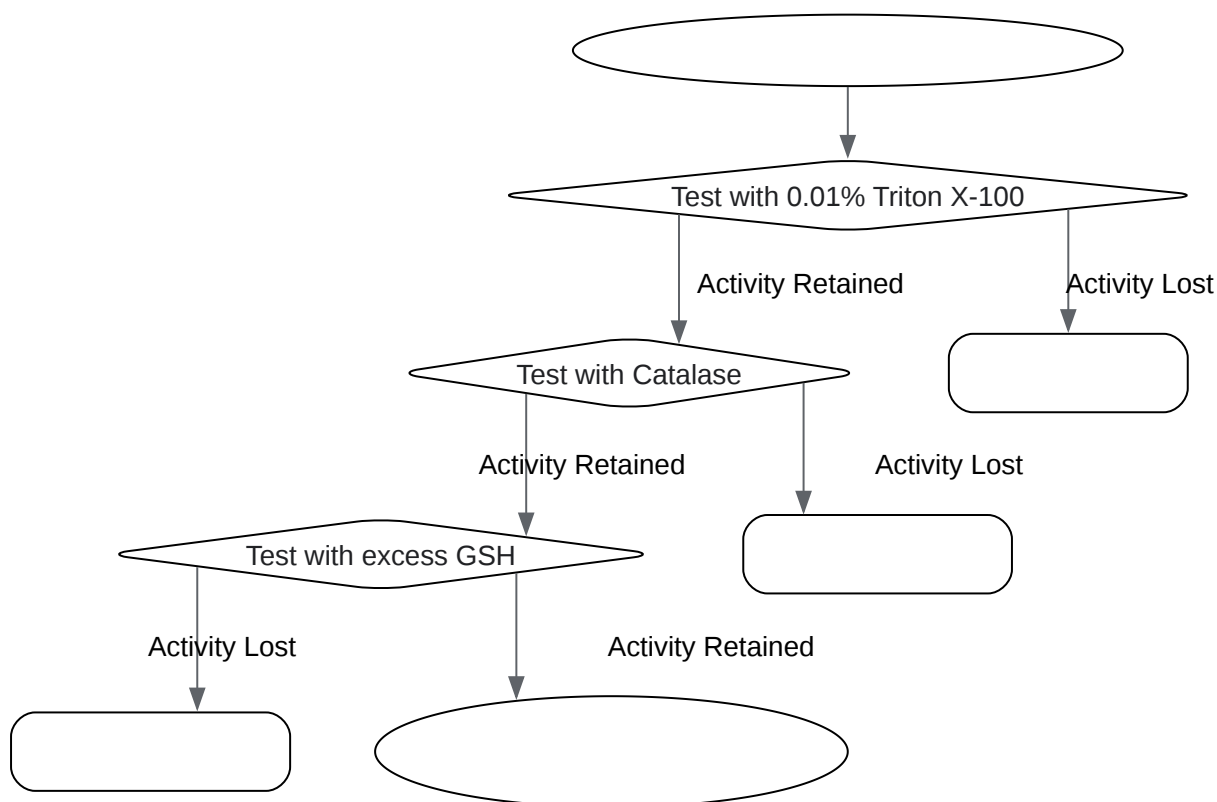 Test with 0.01% Triton X-100
Activity Retained
Activity Lost
Test with Catalase
Activity Retained
Activity Lost
Test with excess GSH
Activity Lost
Activity Retained